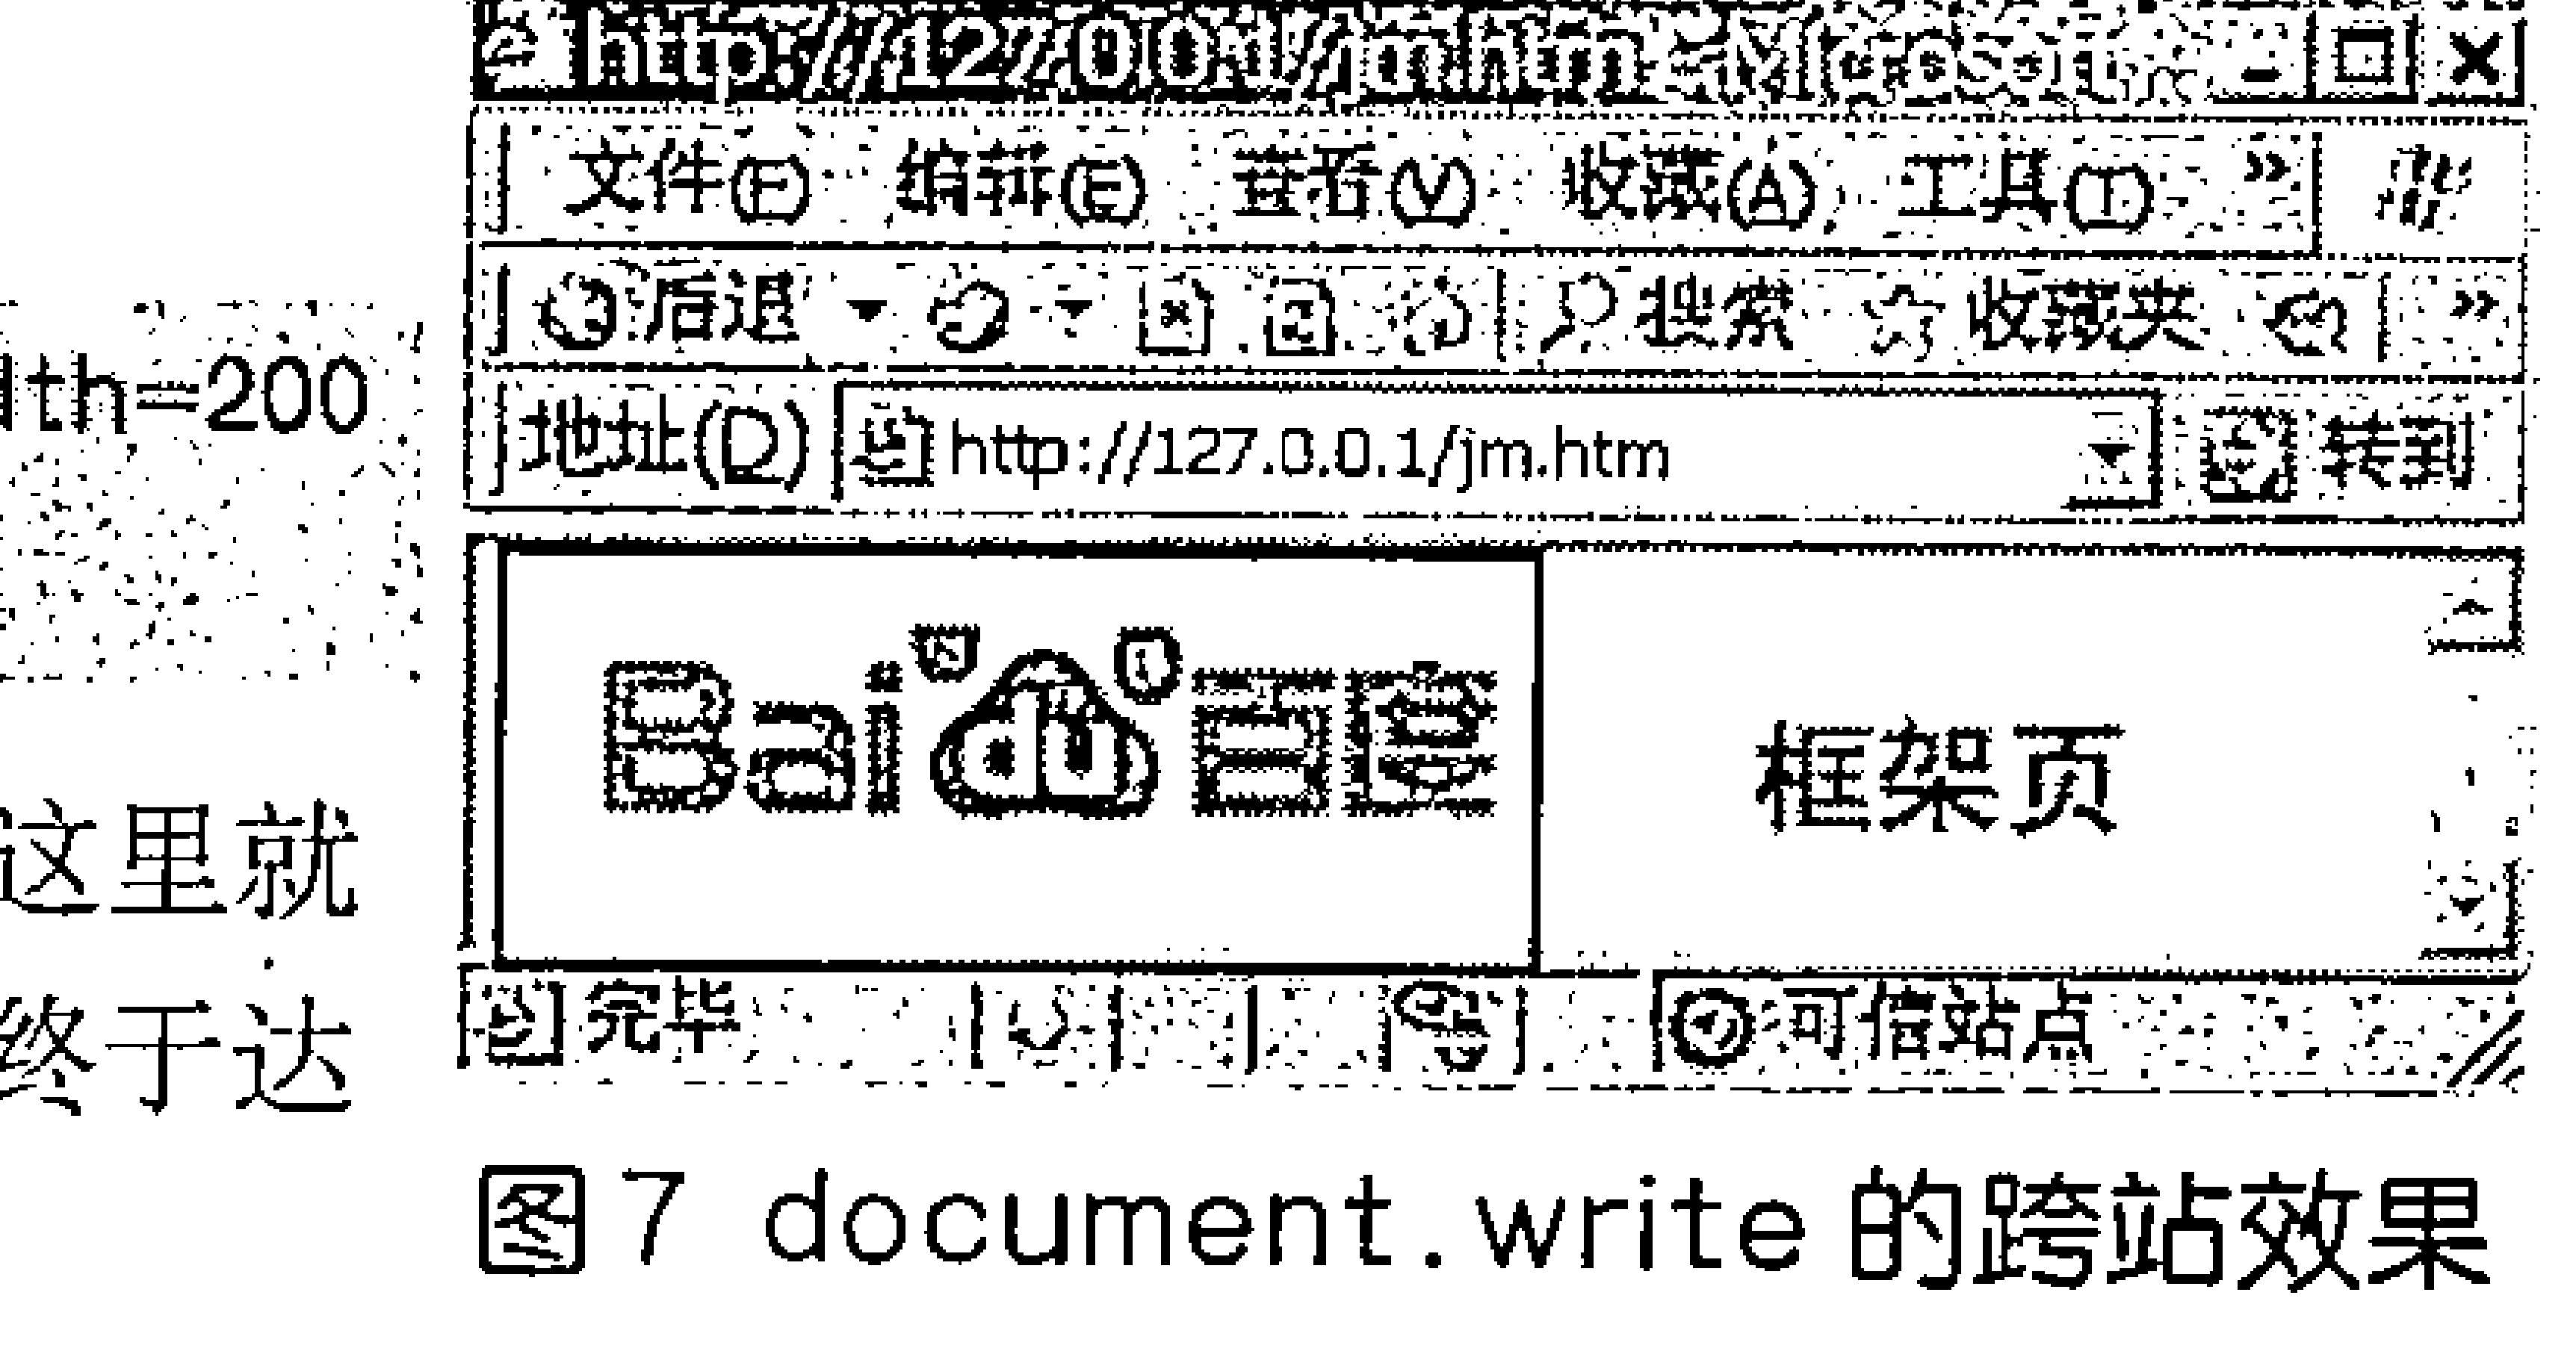 http://127.0.0.1/jm.htm - Microsoft
文件(F) 编辑(E) 查看(V) 收藏(A) 工具(T) »
后退 搜索 收藏夹 »
lth=200
地址(D) http://127.0.0.1/jm.htm 转到
Baidu百度
框架页
这里就
完毕 可信站点
终于达
图7 document.write的跨站效果